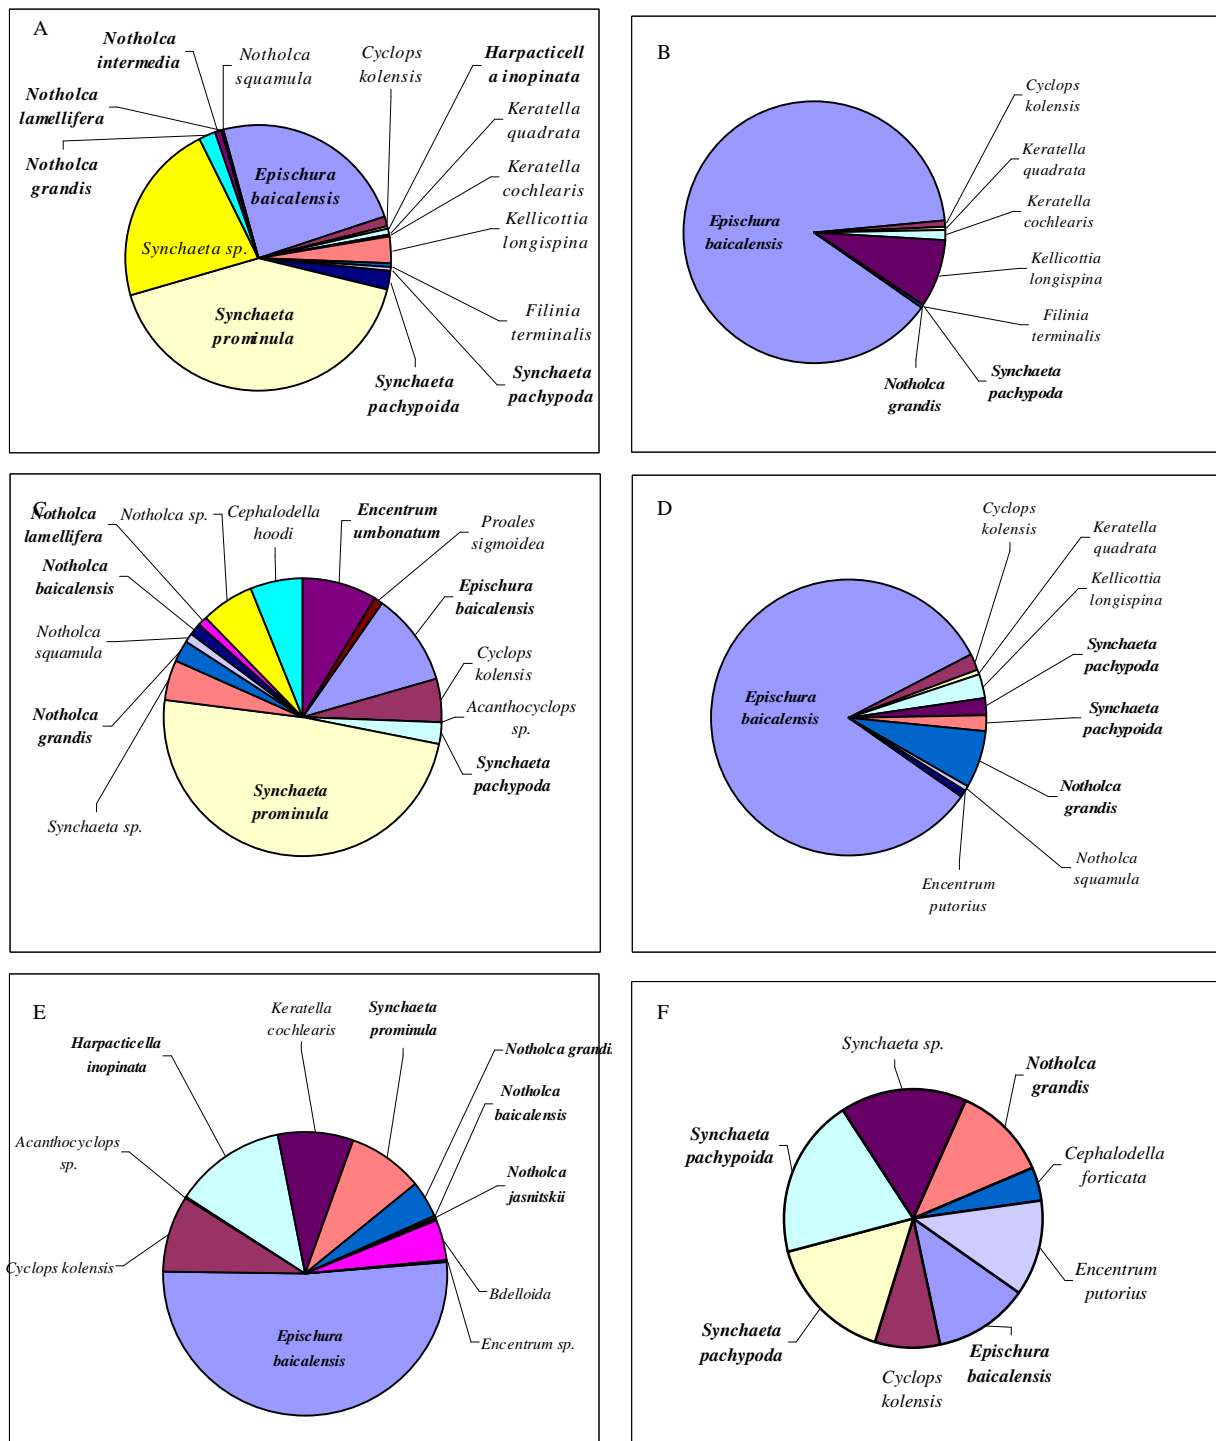 A
Notholca
intermedia
Notholca
squamula
Cyclops
kolensis
Harpacticell
a inopinata
Notholca
lamellifera
Keratella
quadrata
Notholca
grandis
Epischura
baicalensis
Keratella
cochlearis
Kellicottia
longispina
Synchaeta sp.
Synchaeta
prominula
Filinia
terminalis
Synchaeta
pachypoida
Synchaeta
pachypoda
B
Cyclops
kolensis
Keratella
quadrata
Keratella
cochlearis
Epischura
baicalensis
Kellicottia
longispina
Filinia
terminalis
Notholca
grandis
Synchaeta
pachypoda
C
Notholca
lamellifera
Notholca sp.
Cephalodella
hoodi
Encentrum
umbonatum
Proales
sigmoidea
Notholca
baicalensis
Epischura
baicalensis
Notholca
squamula
Cyclops
kolensis
Acanthocyclops
sp.
Notholca
grandis
Synchaeta
pachypoda
Synchaeta
prominula
Synchaeta sp.
D
Cyclops
kolensis
Keratella
quadrata
Kellicottia
longispina
Synchaeta
pachypoda
Epischura
baicalensis
Synchaeta
pachypoida
Notholca
grandis
Notholca
squamula
Encentrum
putorius
E
Keratella
cochlearis
Synchaeta
prominula
Harpacticella
inopinata
Notholca grandis
Notholca
baicalensis
Acanthocyclops
sp.
Notholca
jasnitskii
Cyclops kolensis
Bdelloida
Epischura
baicalensis
Encentrum sp.
F
Synchaeta sp.
Notholca
grandis
Synchaeta
pachypoida
Cephalodella
forticata
Encentrum
putorius
Synchaeta
pachypoda
Epischura
baicalensis
Cyclops
kolensis